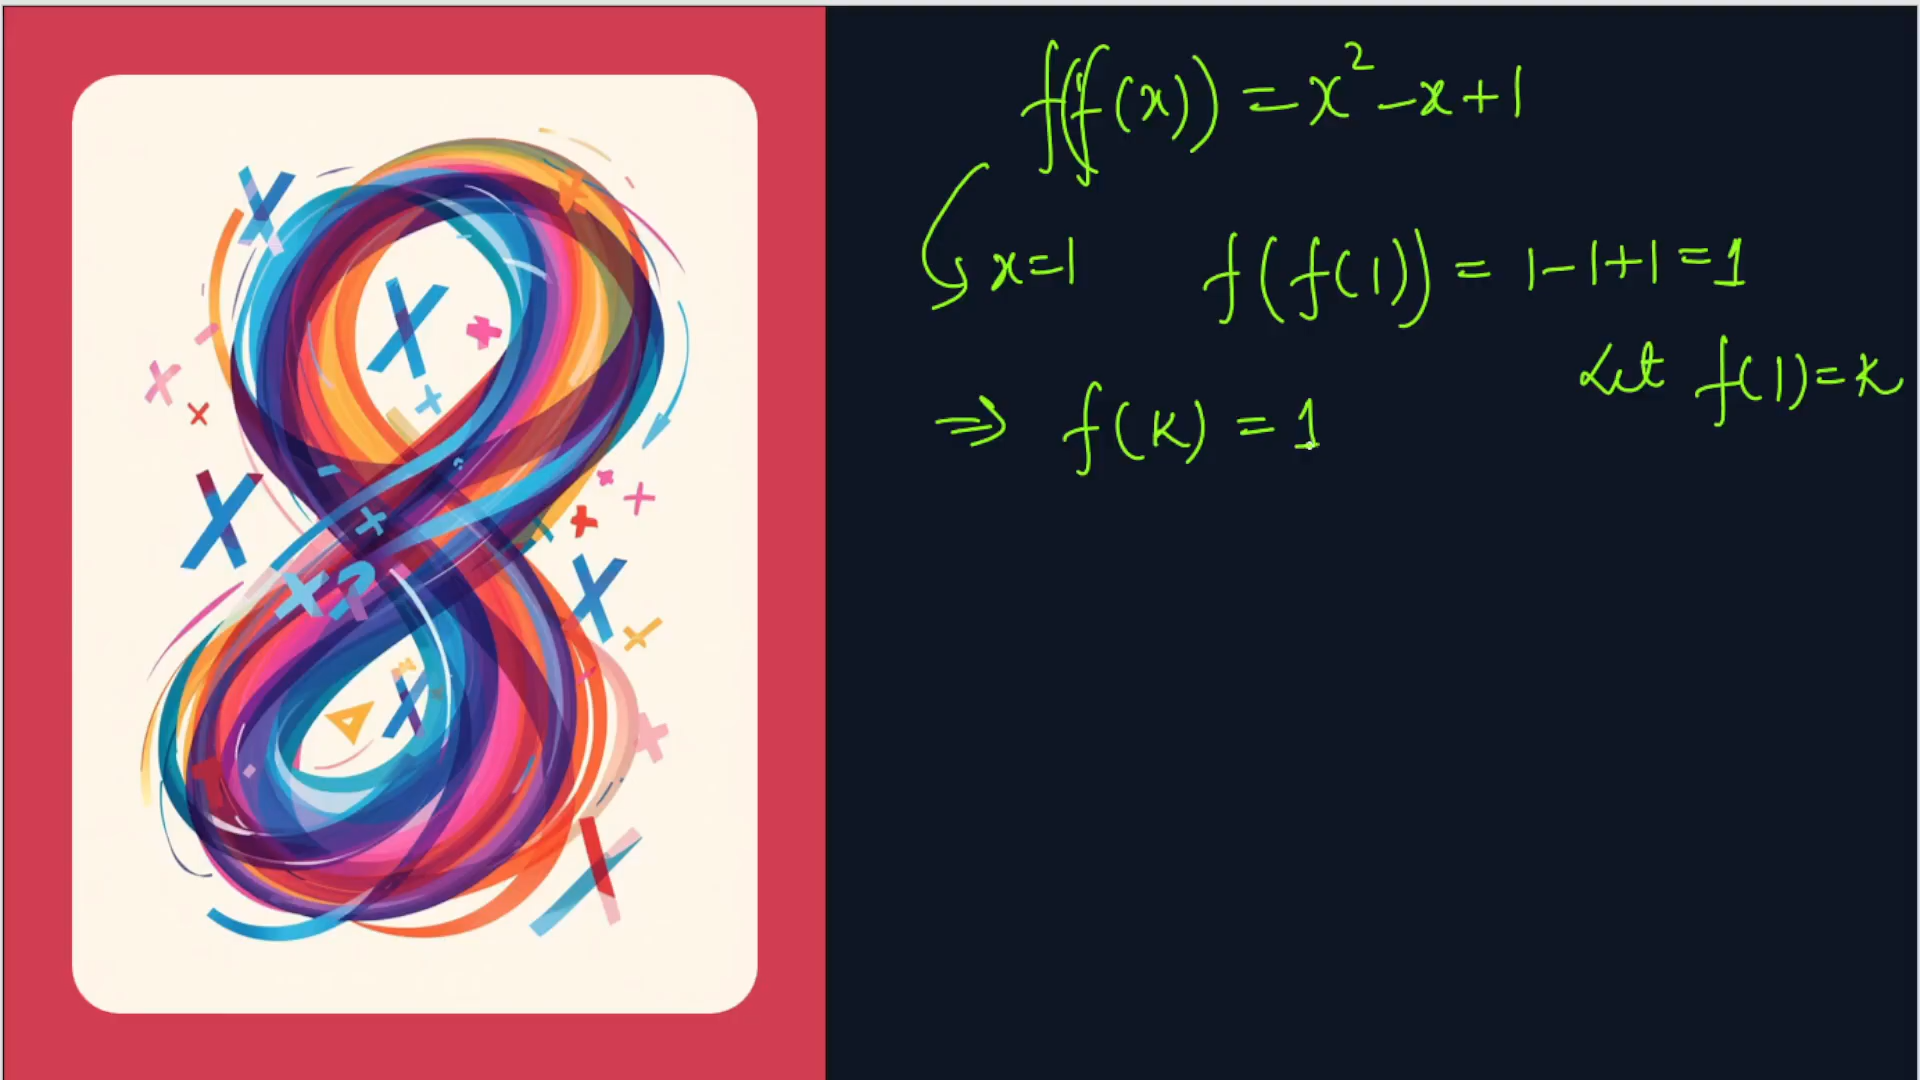 f(f(x)) = x² - x + 1
x=1 f(f(1)) = 1-1+1 = 1
Let f(1)=k
⇒ f(k) = 1